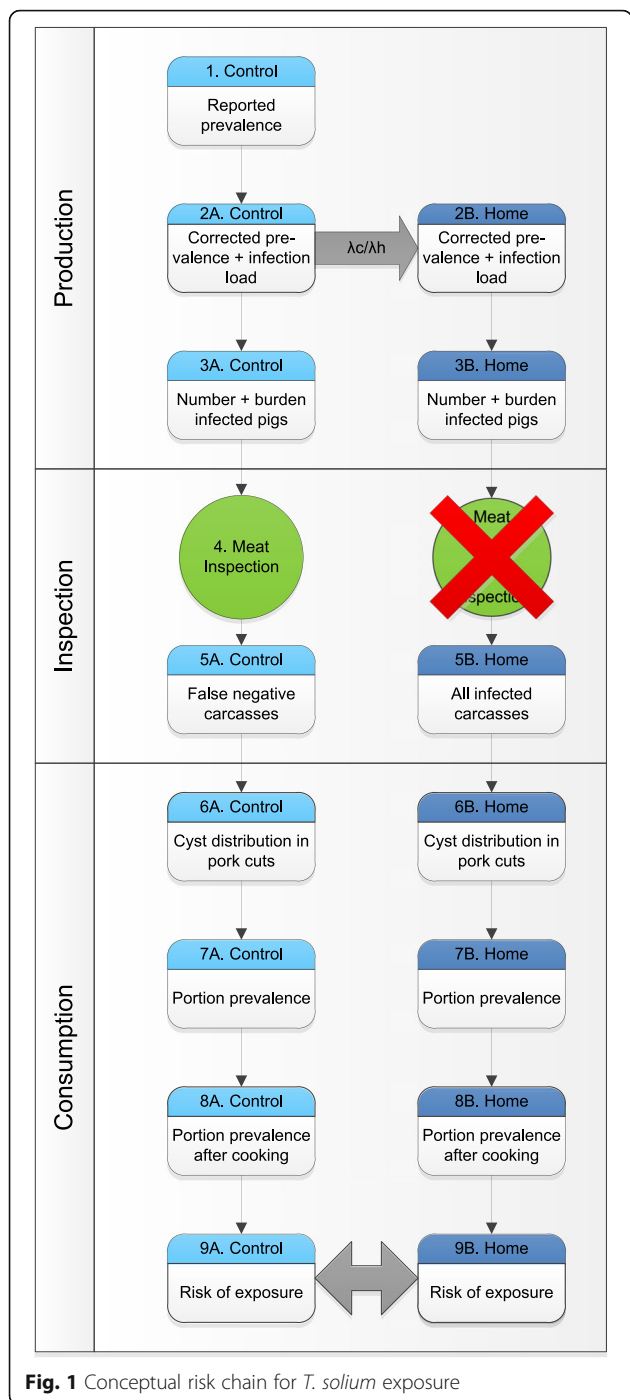 Production
1. Control
Reported
prevalence
2A. Control
Corrected pre-
valence + infection
load
λc/λh
2B. Home
Corrected pre-
valence + infection
load
3A. Control
Number + burden
infected pigs
3B. Home
Number + burden
infected pigs
Inspection
4. Meat
Inspection
Meat
spection
5A. Control
False negative
carcasses
5B. Home
All infected
carcasses
Consumption
6A. Control
Cyst distribution in
pork cuts
6B. Home
Cyst distribution in
pork cuts
7A. Control
Portion prevalence
7B. Home
Portion prevalence
8A. Control
Portion prevalence
after cooking
8B. Home
Portion prevalence
after cooking
9A. Control
Risk of exposure
9B. Home
Risk of exposure
Fig. 1 Conceptual risk chain for T. solium exposure